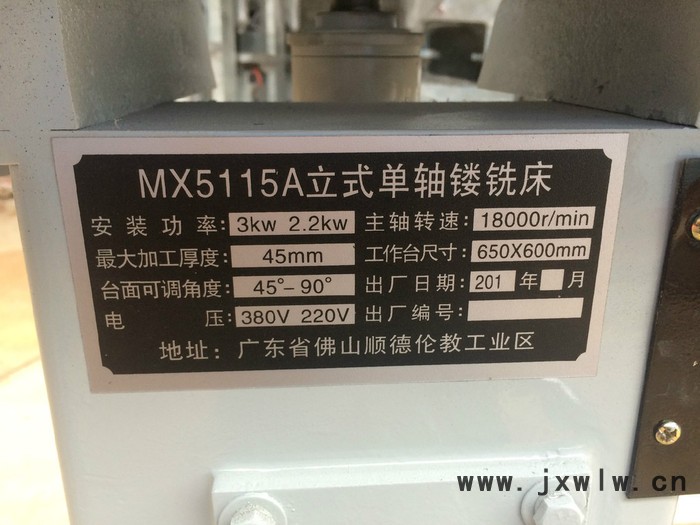 MX5115A立式单轴镂铣床
安装功率: 3kw 2.2kw 主轴转速: 18000r/min
最大加工厚度: 45mm 工作台尺寸: 650X600mm
台面可调角度: 45°-90° 出厂日期: 201 年 月
电 压: 380V 220V 出厂编号:
地址: 广东省佛山顺德伦教工业区
www.jxwlw.cn